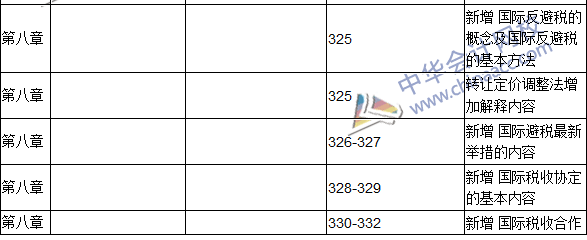 新增 国际反避税的
第八章 325 概念及国际反避税
的基本方法
第八章 325 转让定价调整法增
加解释内容
第八章 326-327 新增 国际避税最新
举措的内容
第八章 328-329 新增 国际税收协定
的基本内容
第八章 330-332 新增 国际税收合作
中华会计网校
www.chinaacc.com